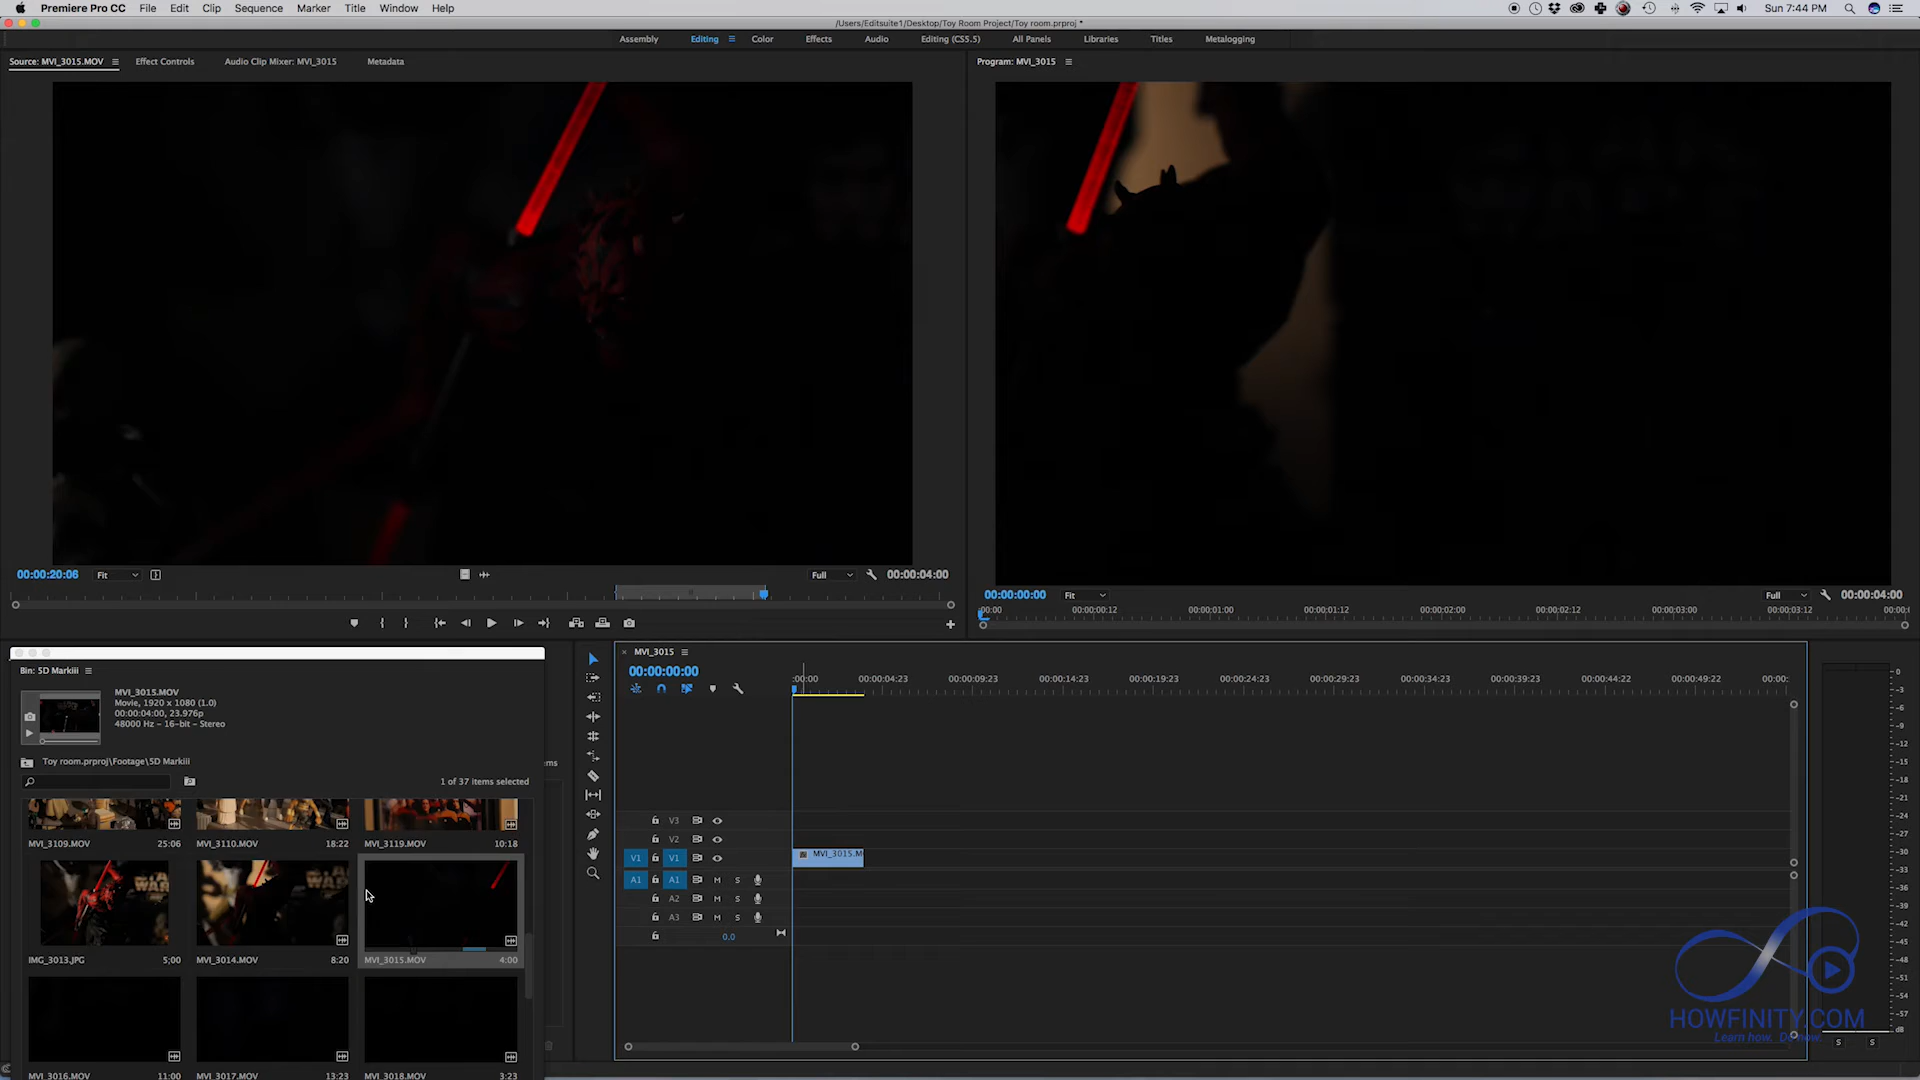 Premiere Pro CC File Edit Clip Sequence Marker Title Window Help Sun 7:44 PM
/Users/Editsuite1/Desktop/Toy Room Project/Toy room.prproj *
Assembly Editing Color Effects Audio Editing (CS5.5) All Panels Libraries Titles Metalogging
Source: MVI_3015.MOV Effect Controls Audio Clip Mixer: MVI_3015 Metadata Program: MVI_3015
00:00:20:06 Fit Full 00:00:04:00
00:00:00:00 Fit Full 00:00:04:00
:00:00 00:00:00:12 00:00:01:00 00:00:01:12 00:00:02:00 00:00:02:12 00:00:03:00 00:00:03:12 00:00:
Bin: 5D Markiii
MVI_3015.MOV
Movie, 1920 x 1080 (1.0)
00:00:04:00, 23.976p
48000 Hz - 16-bit - Stereo
Toy room.prproj\Footage\5D Markiii
1 of 37 items selected
ms
MVI_3109.MOV 25:06 MVI_3110.MOV 18:22 MVI_3119.MOV 10:18
STAR
WAR
STAR
WARS
IMG_3013.JPG 5;00 MVI_3014.MOV 8:20 MVI_3015.MOV 4:00
MVI_3016.MOV 11:00 MVI_3017.MOV 13:23 MVI_3018.MOV 3:23
MVI_3015
00:00:00:00
:00:00 00:00:04:23 00:00:09:23 00:00:14:23 00:00:19:23 00:00:24:23 00:00:29:23 00:00:34:23 00:00:39:23 00:00:44:22 00:00:49:22 00:00:
V3
V2
V1 V1 MVI_3015.M
A1 A1 M S
A2 M S
A3 M S
0.0
0
-3
-6
-9
-12
-15
-18
-21
-24
-27
-30
-33
-36
-39
-42
-45
-48
-51
-54
-57
dB
S S
HOWFINITY.COM
Learn how. Do now.